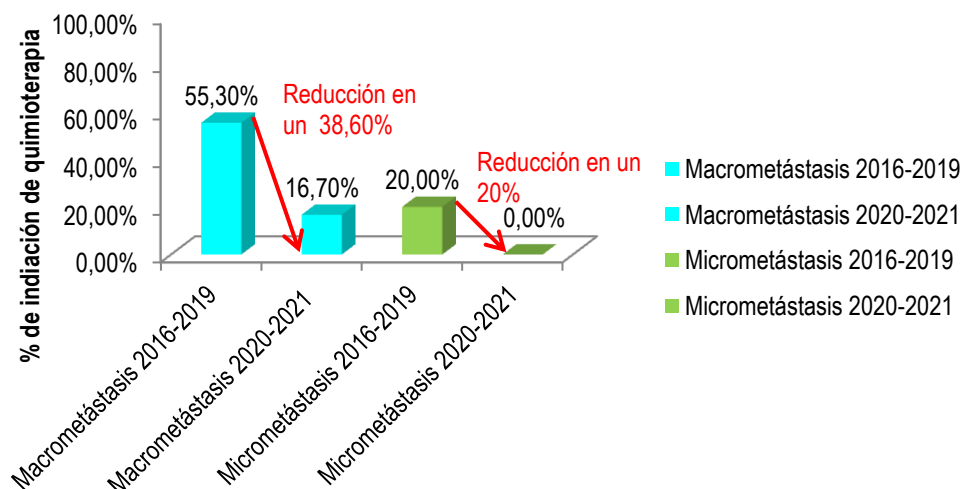 % de indiación de quimioterapia
100,00%
80,00%
60,00%
40,00%
20,00%
0,00%
55,30%
16,70%
20,00%
0,00%
Reducción en
un 38,60%
Reducción en un
20%
Macrometástasis 2016-2019
Macrometástasis 2020-2021
Micrometástasis 2016-2019
Micrometástasis 2020-2021
Macrometástasis 2016-2019
Macrometástasis 2020-2021
Micrometástasis 2016-2019
Micrometástasis 2020-2021